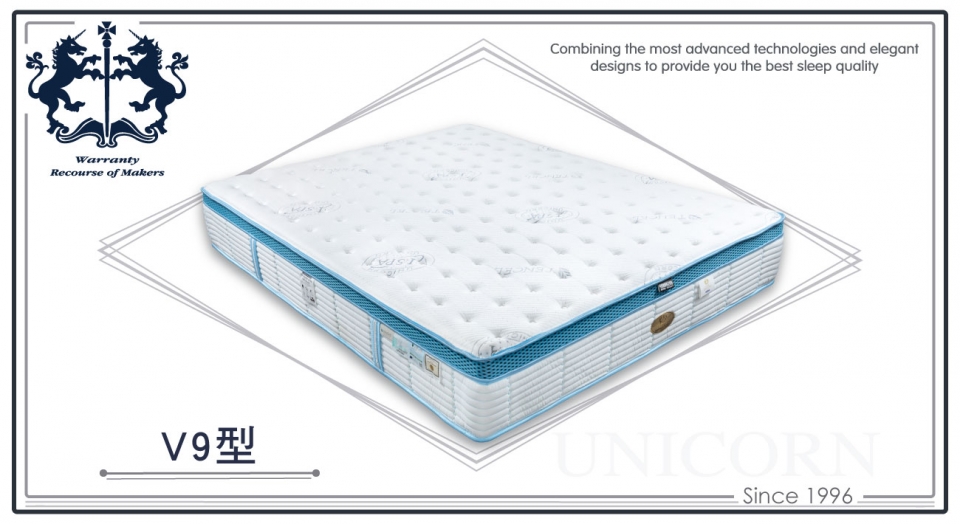 Combining the most advanced technologies and elegant
designs to provide you the best sleep quality
Warranty
Recourse of Makers
V9型
UNICORN
Since 1996